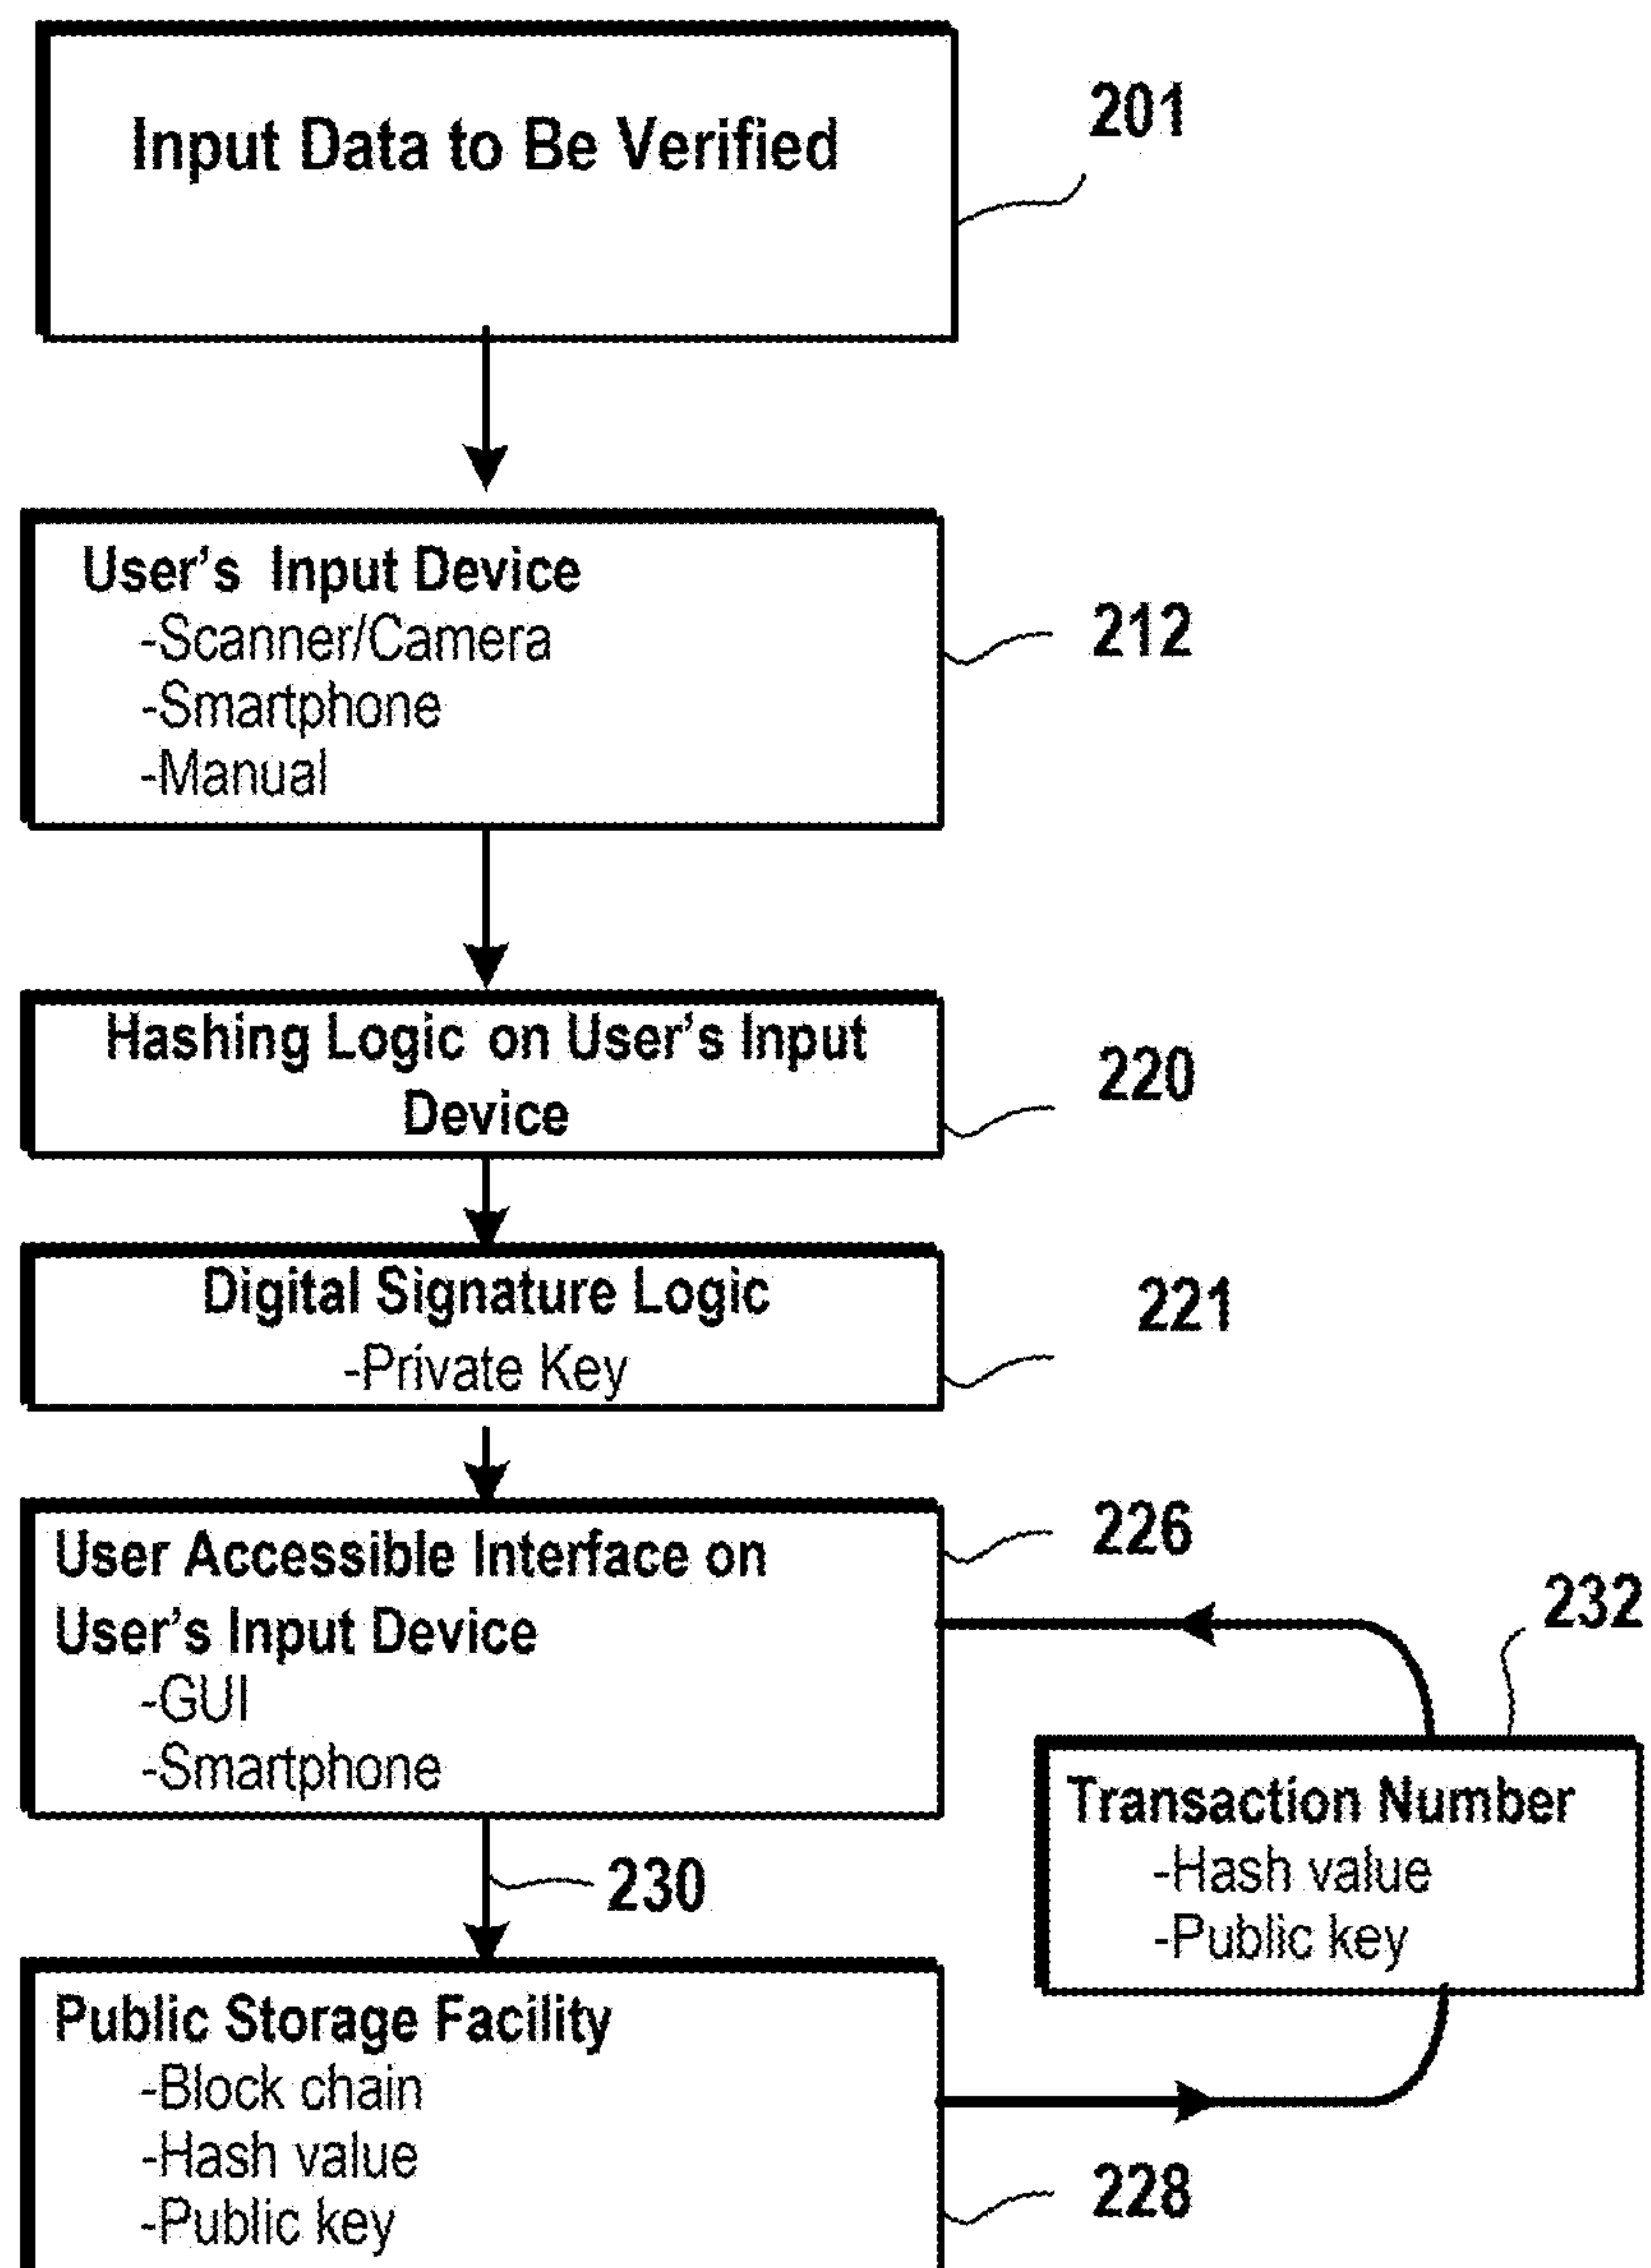 Input Data to Be Verified
201
User's Input Device
-Scanner/Camera
-Smartphone
-Manual
212
Hashing Logic on User's Input
Device
220
Digital Signature Logic
-Private Key
221
User Accessible Interface on
User's Input Device
-GUI
-Smartphone
226
232
Transaction Number
-Hash value
-Public key
230
Public Storage Facility
-Block chain
-Hash value
-Public key
228